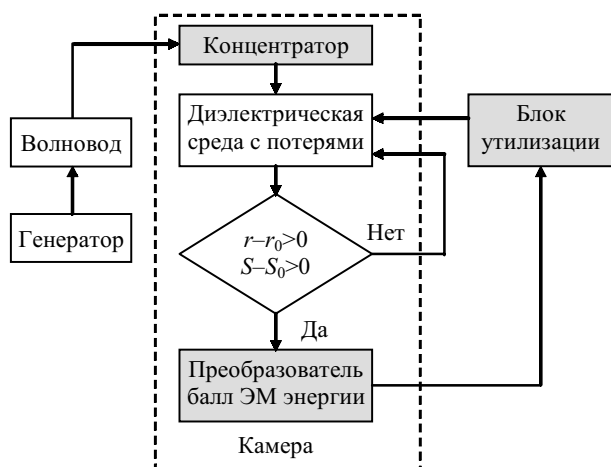 Концентратор
Диэлектрическая
среда с потерями
Блок
утилизации
Волновод
Генератор
r–r₀>0
S–S₀>0
Нет
Да
Преобразователь
балл ЭМ энергии
Камера